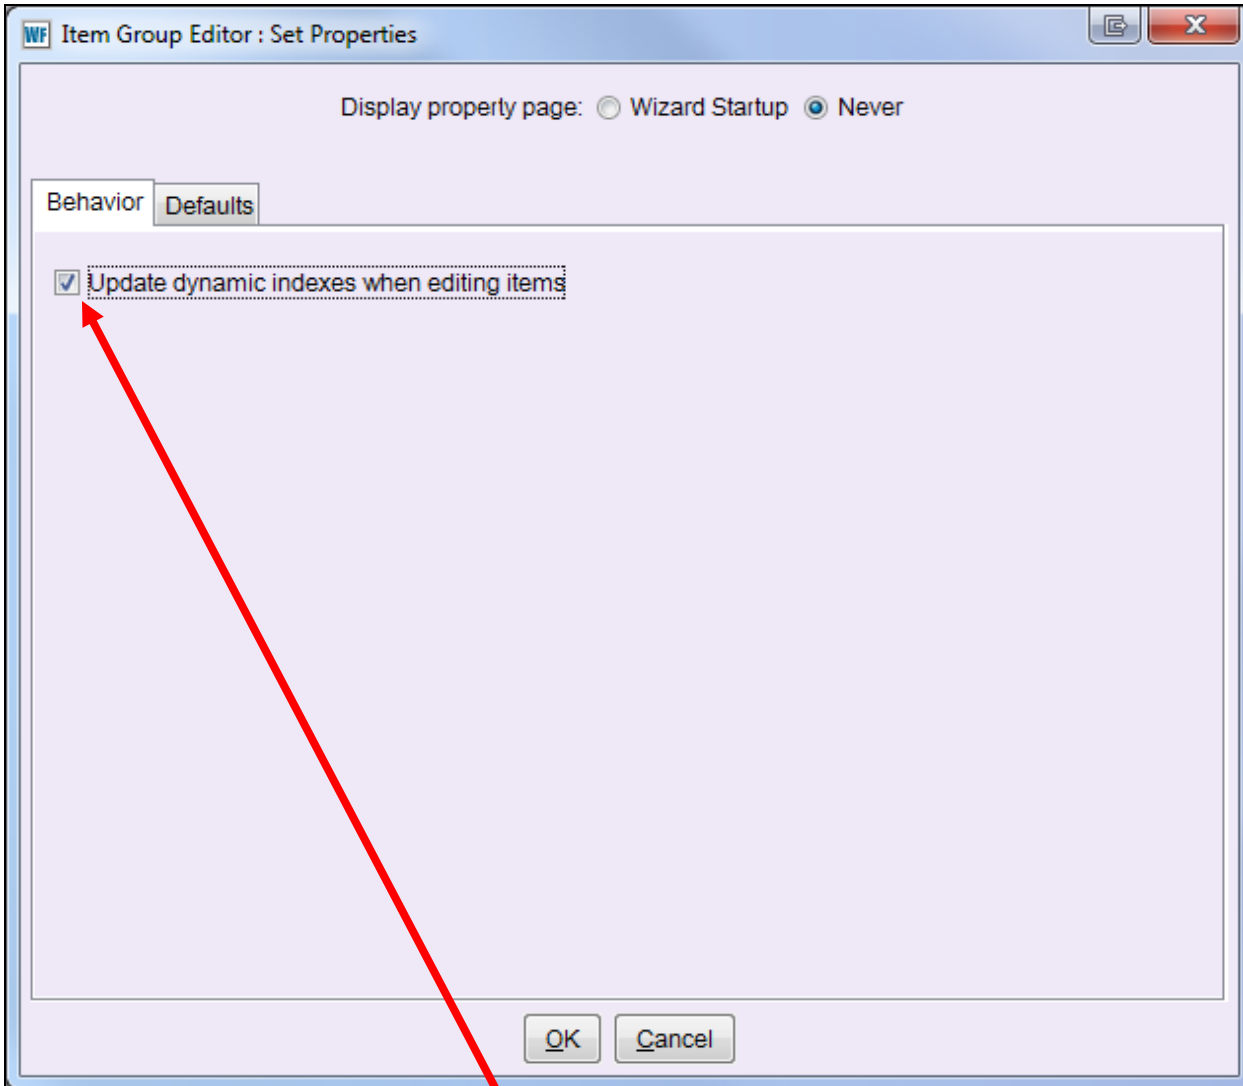 WF Item Group Editor : Set Properties
Display property page: Wizard Startup Never
Behavior Defaults
Update dynamic indexes when editing items
OK Cancel